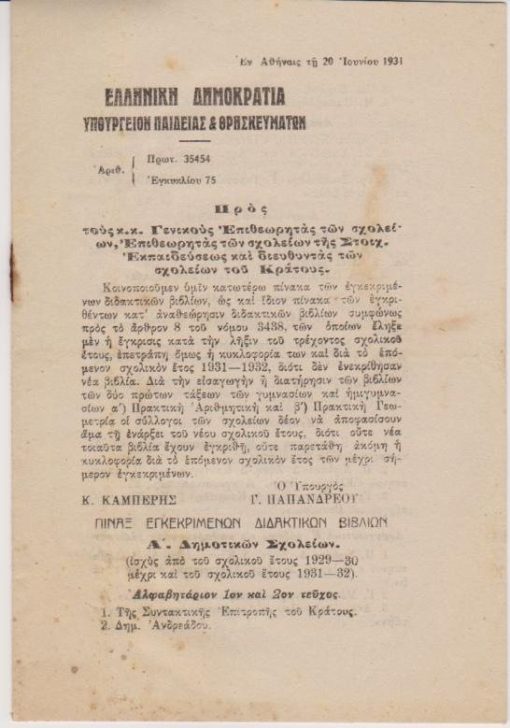 Ἐν Ἀθήναις τῇ 20 Ἰουνίου 1931
ΕΛΛΗΝΙΚΗ ΔΗΜΟΚΡΑΤΙΑ
ΥΠΟΥΡΓΕΙΟΝ ΠΑΙΔΕΙΑΣ & ΘΡΗΣΚΕΥΜΑΤΩΝ
Ἀριθ.
Πρωτ. 35454
Ἐγκυκλίου 75
Πρὸς
τοὺς κ.κ. Γενικοὺς Ἐπιθεωρητὰς τῶν σχολεί-
ων, Ἐπιθεωρητὰς τῶν σχολείων τῆς Στοιχ.
Ἐκπαιδεύσεως καὶ διευθυντὰς τῶν
σχολείων τοῦ Κράτους.
Κοινοποιοῦμεν ὑμῖν κατωτέρω πίνακα τῶν ἐγκεκριμέ-
νων διδακτικῶν βιβλίων, ὡς καὶ ἴδιον πίνακα τῶν ἐγκρι-
θέντων κατ' ἀναθεώρησιν διδακτικῶν βιβλίων συμφώνως
πρὸς τὸ ἄρθρον 8 τοῦ νόμου 3438, τῶν ὁποίων ἔληξε
μὲν ἡ ἔγκρισις κατὰ τὴν λῆξιν τοῦ τρέχοντος σχολικοῦ
ἔτους, ἐπετράπη ὅμως ἡ κυκλοφορία των καὶ διὰ τὸ ἑπό-
μενον σχολικὸν ἔτος 1931—1932, διότι δὲν ἐνεκρίθησαν
νέα βιβλία. Διὰ τὴν εἰσαγωγὴν ἢ διατήρησιν τῶν βιβλίων
τῶν δύο πρώτων τάξεων τῶν γυμνασίων καὶ ἡμιγυμνα-
σίων α') Πρακτικὴ Ἀριθμητικὴ καὶ β') Πρακτικὴ Γεω-
μετρία οἱ σύλλογοι τῶν σχολείων δέον νὰ ἀποφασίσουν
ἅμα τῇ ἐνάρξει τοῦ νέου σχολικοῦ ἔτους, διότι οὔτε νέα
τοιαῦτα βιβλία ἔχουν ἐγκριθῆ, οὔτε παρετάθη ἀκόμη ἡ
κυκλοφορία διὰ τὸ ἑπόμενον σχολικὸν ἔτος τῶν μέχρι σή-
μερον ἐγκεκριμένων.
Ὁ Ὑπουργὸς
Κ. ΚΑΜΠΕΡΗΣ Γ. ΠΑΠΑΝΔΡΕΟΥ
ΠΙΝΑΞ ΕΓΚΕΚΡΙΜΕΝΩΝ ΔΙΔΑΚΤΙΚΩΝ ΒΙΒΛΙΩΝ
Α'. Δημοτικῶν Σχολείων.
(ἰσχὺς ἀπὸ τοῦ σχολικοῦ ἔτους 1929—30
μέχρι καὶ τοῦ σχολικοῦ ἔτους 1931—32).
Ἀλφαβητάριον 1ον καὶ 2ον τεῦχος.
1. Τῆς Συντακτικῆς Ἐπιτροπῆς τοῦ Κράτους.
2. Δημ. Ἀνδρεάδου.